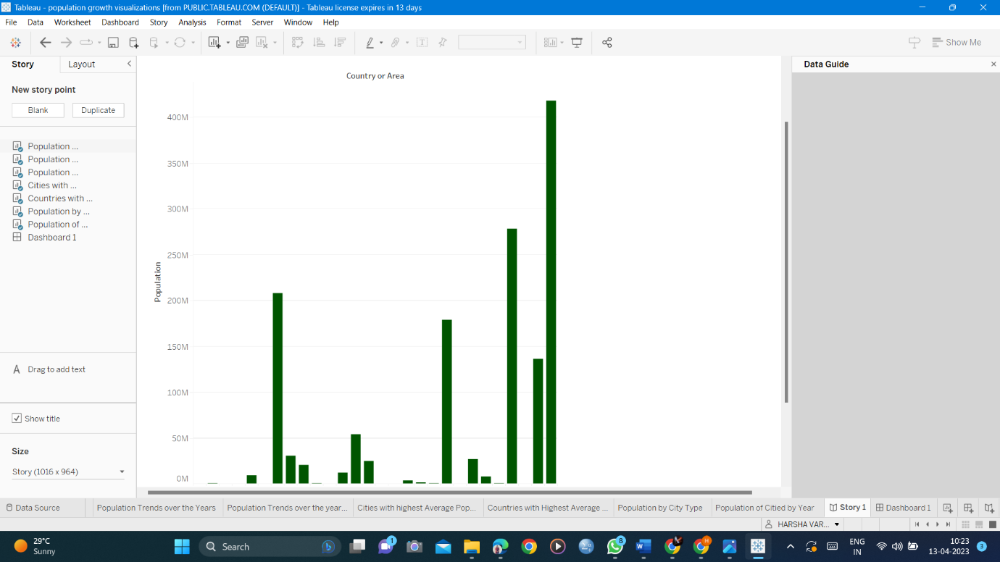 Tableau - population growth visualizations [from PUBLIC.TABLEAU.COM (DEFAULT)] - Tableau license expires in 13 days
File Data Worksheet Dashboard Story Analysis Format Server Window Help
Show Me
Story Layout
Data Guide
New story point
Blank Duplicate
Population ...
Population ...
Population ...
Cities with ...
Countries with ...
Population by ...
Population of ...
Dashboard 1
A Drag to add text
Show title
Size
Story (1016 x 964)
Country or Area
Population
400M
350M
300M
250M
200M
150M
100M
50M
0M
Data Source Population Trends over the Years Population Trends over the year... Cities with highest Average Pop... Countries with Highest Average ... Population by City Type Population of Citied by Year Story 1 Dashboard 1
HARSHA VAR...
29°C
Sunny
Search
1
8
H
ENG
IN
10:23
13-04-2023
3